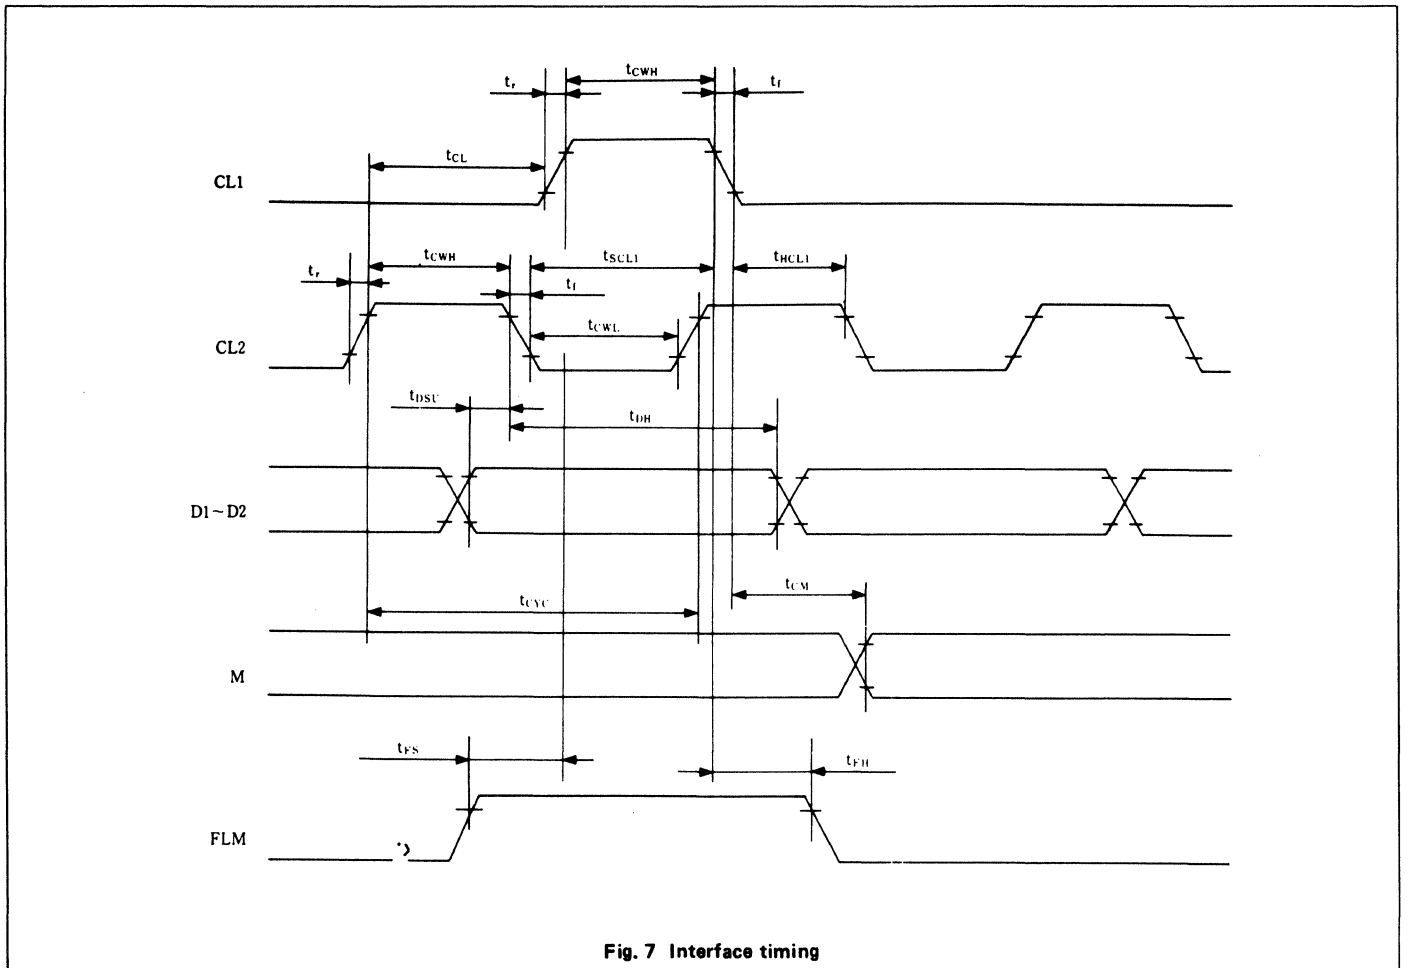 tCWH
tr
tf
tCL
CL1
tCWH
tSCL1
tHCL1
tr
tf
tCWL
CL2
tDSU
tDH
D1~D2
tCM
tCYC
M
tFS
tFH
FLM
Fig. 7 Interface timing